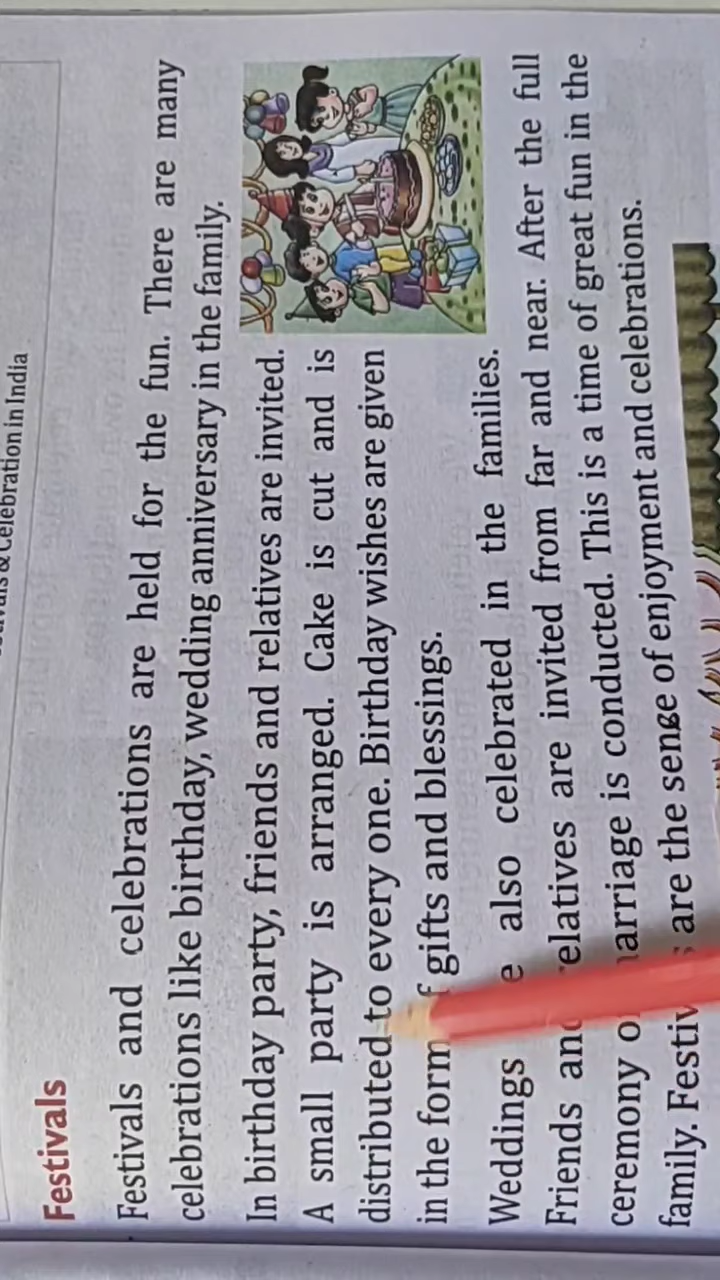 & Celebration in India
Festivals
Festivals and celebrations are held for the fun. There are many
celebrations like birthday, wedding anniversary in the family.
In birthday party, friends and relatives are invited.
A small party is arranged. Cake is cut and is
distributed to every one. Birthday wishes are given
in the form gifts and blessings.
Weddings also celebrated in the families.
Friends and relatives are invited from far and near. After the full
ceremony marriage is conducted. This is a time of great fun in the
family. are the sense of enjoyment and celebrations.